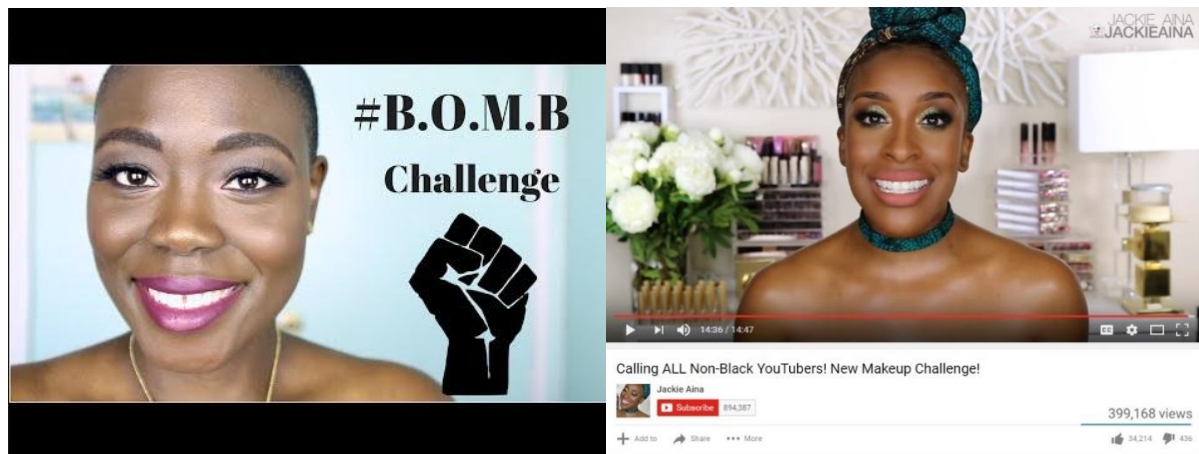 #B.O.M.B
Challenge
JACKIE AINA
JACKIEAINA
14:36 / 14:47
CC
Calling ALL Non-Black YouTubers! New Makeup Challenge!
Jackie Aina
Subscribe 894,387
399,168 views
Add to Share More
34,214 436